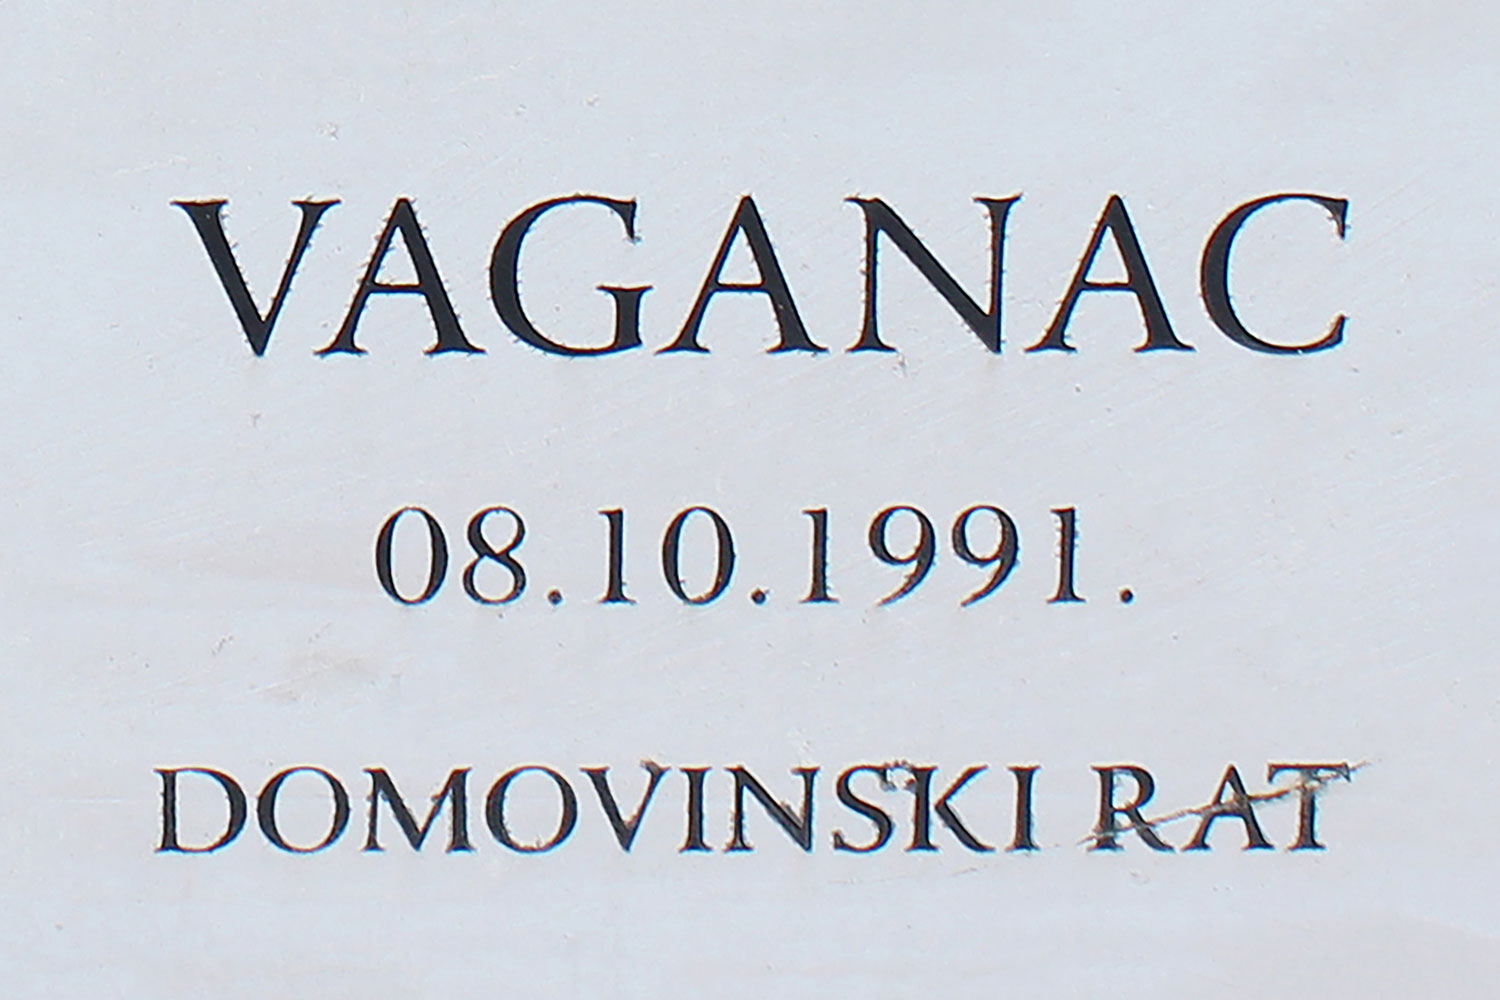 VAGANAC
08.10.1991.
DOMOVINSKI RAT